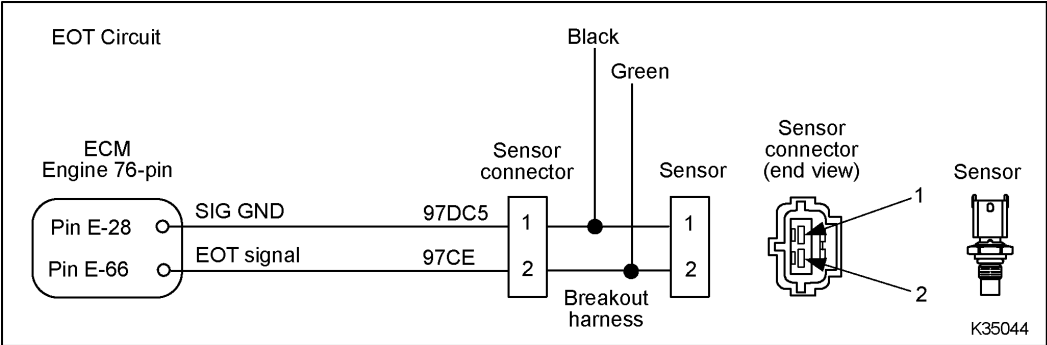 EOT Circuit
Black
Green
ECM
Engine 76-pin
Sensor
connector
Sensor
Sensor
connector
(end view)
Sensor
Pin E-28
SIG GND
97DC5
1
1
1
Pin E-66
EOT signal
97CE
2
2
2
Breakout
harness
K35044